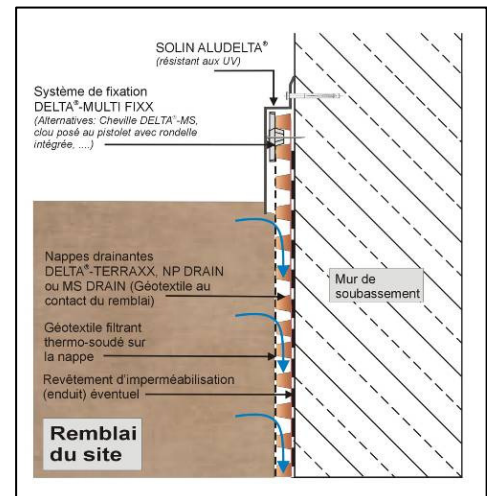 SOLIN ALUDELTA®
(résistant aux UV)
Système de fixation
DELTA®-MULTI FIXX
(Alternatives: Cheville DELTA®-MS,
clou posé au pistolet avec rondelle
intégrée, ....)
Nappes drainantes
DELTA®-TERRAXX, NP DRAIN
ou MS DRAIN (Géotextile au
contact du remblai)
Mur de
soubassement
Géotextile filtrant
thermo-soudé sur
la nappe
Revêtement d'imperméabilisation
(enduit) éventuel
Remblai
du site